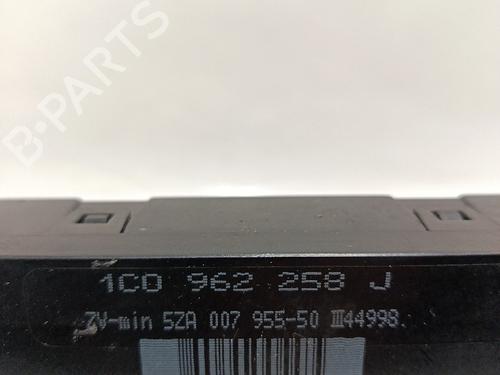 B-PARTS
1C0 962 258 J
7V-min 5ZA 007 955-50 III44998.